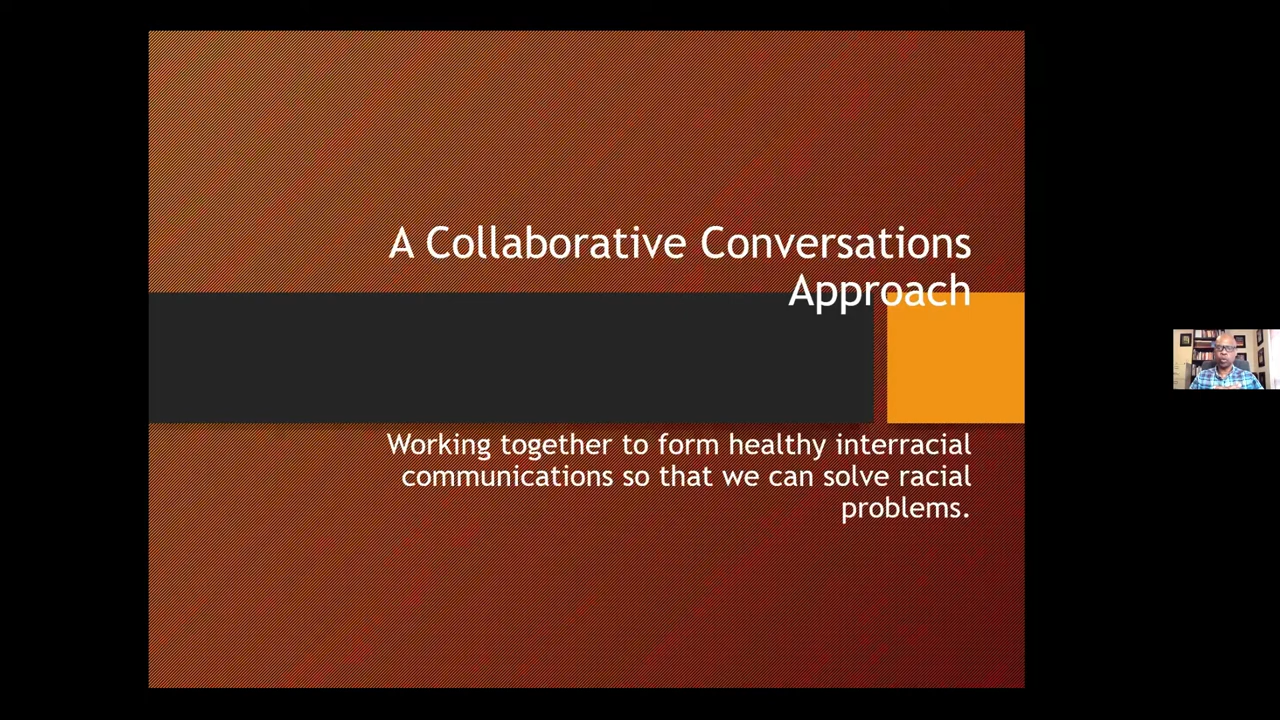 A Collaborative Conversations
Approach
Working together to form healthy interracial
communications so that we can solve racial
problems.